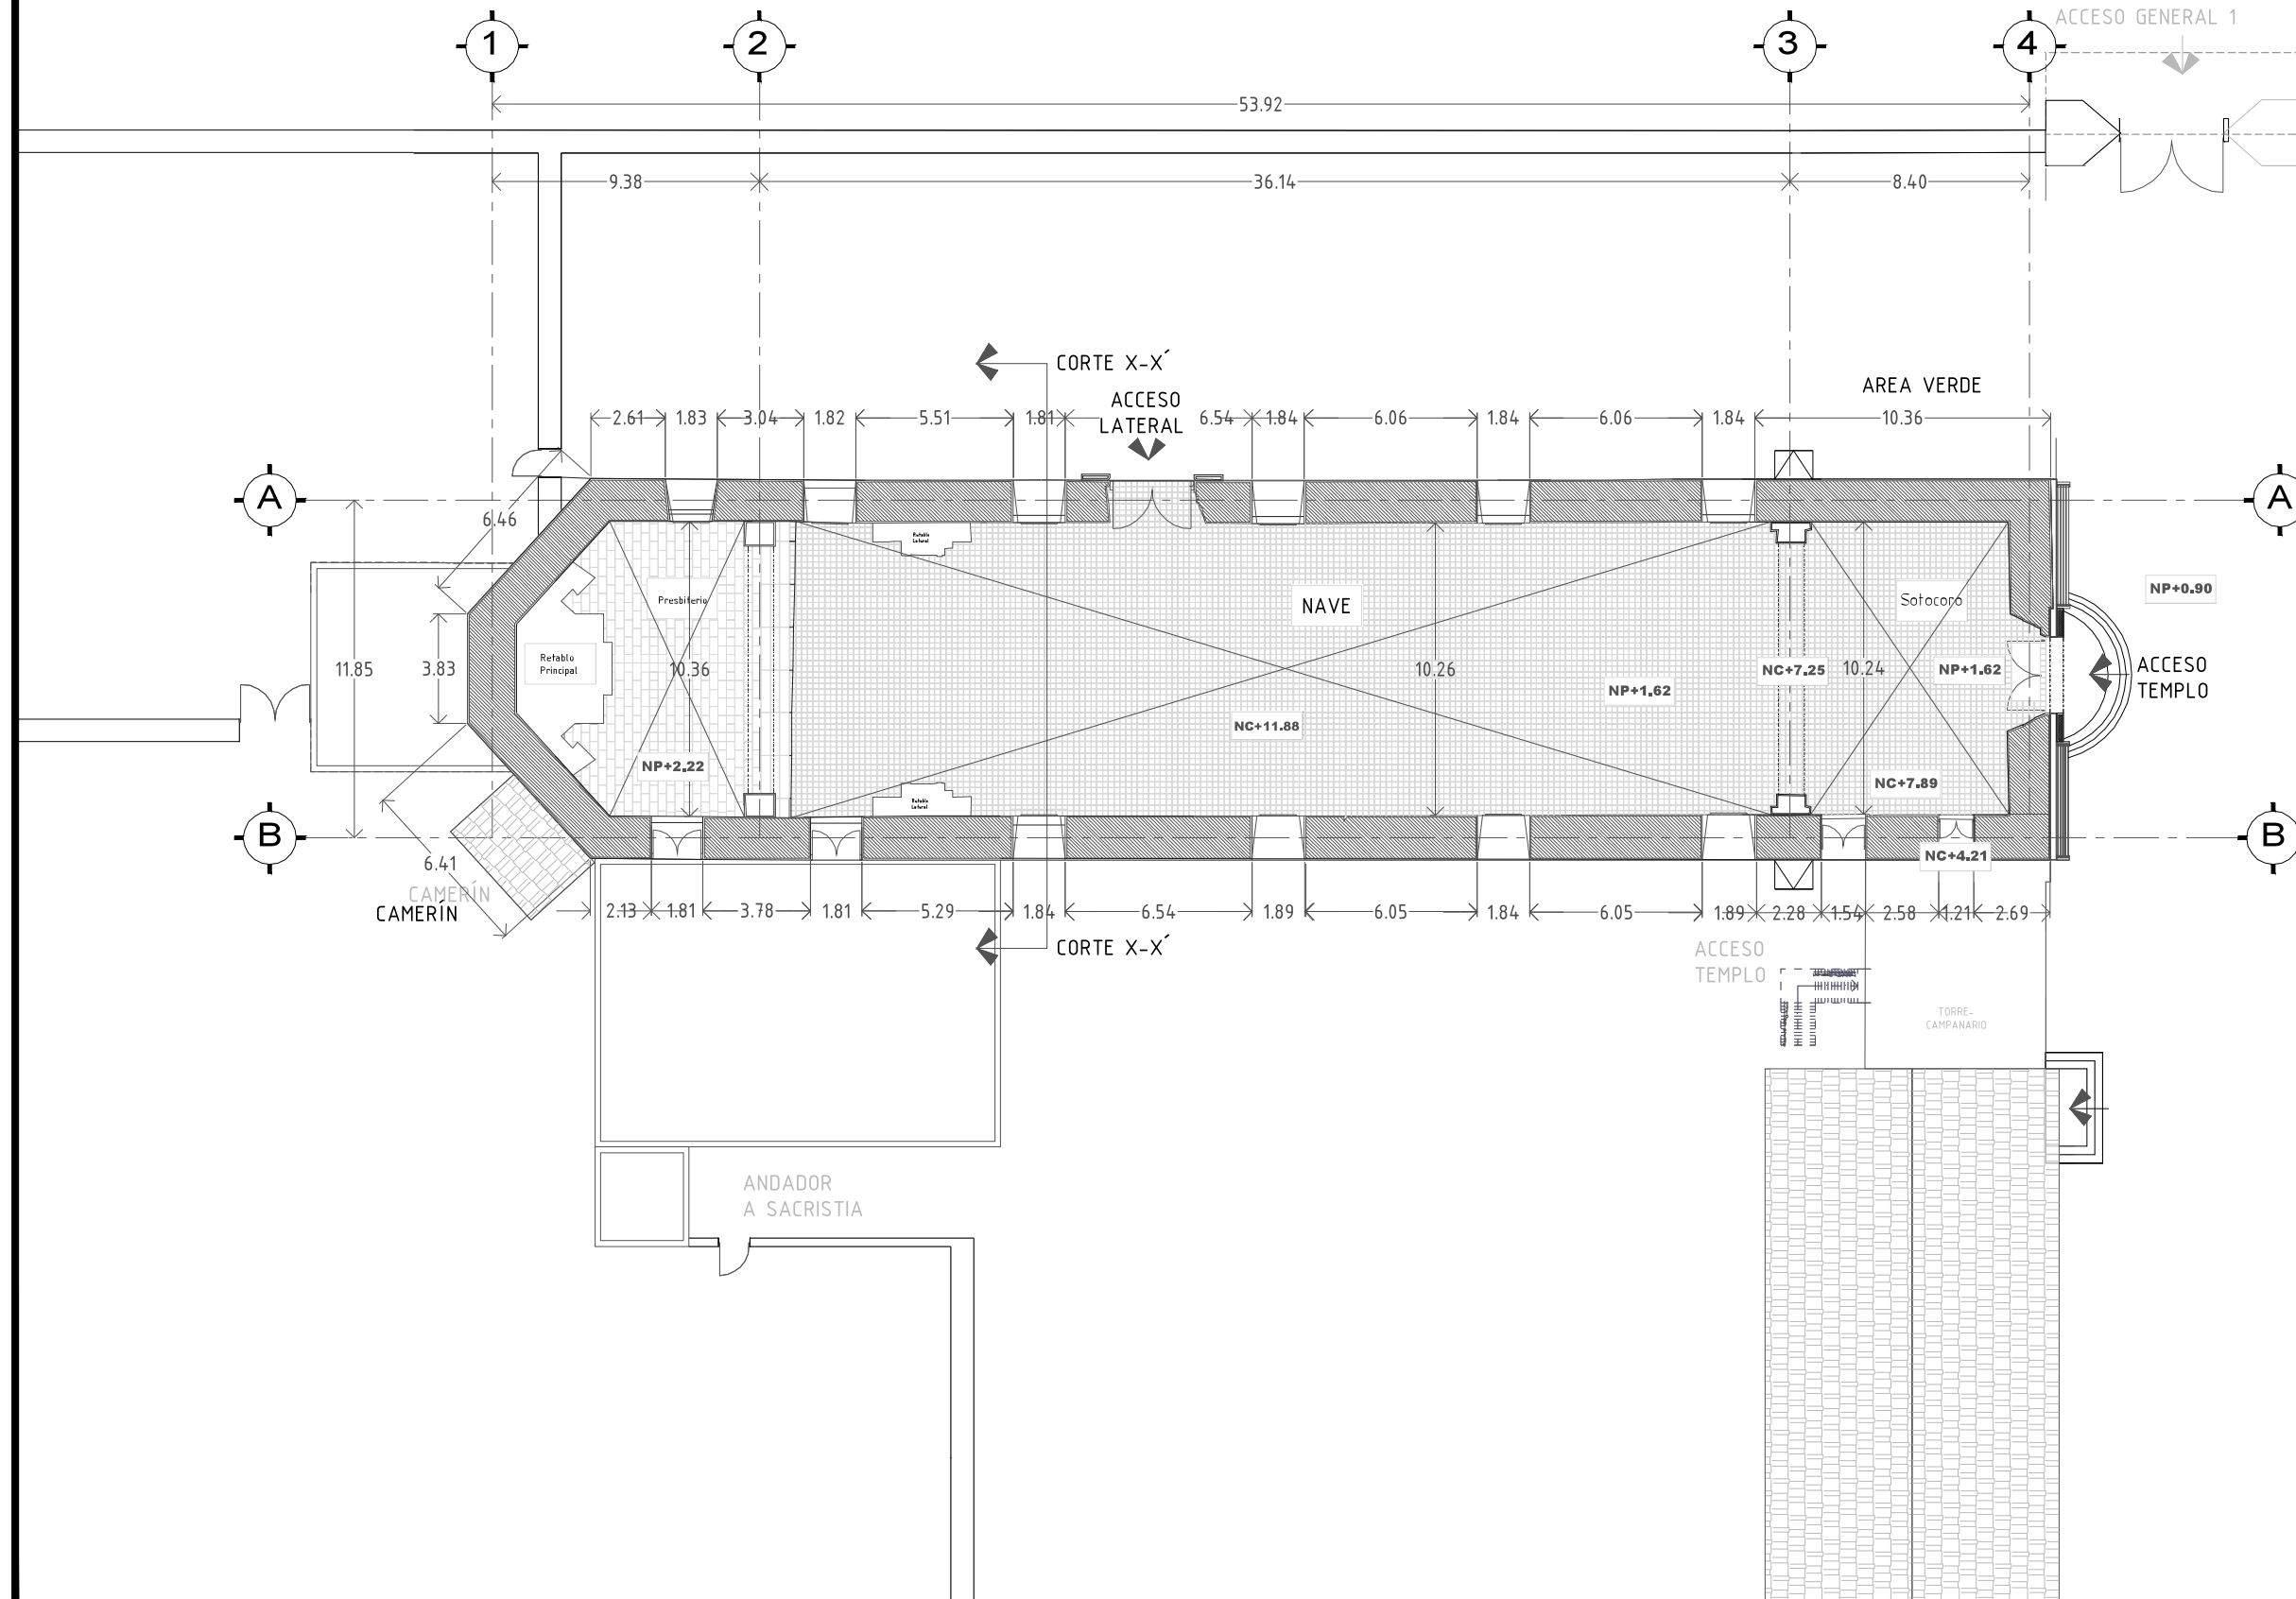 1
2
3
4
ACCESO GENERAL 1
53.92
9.38
36.14
8.40
CORTE X-X´
ACCESO
LATERAL
AREA VERDE
2.61
1.83
3.04
1.82
5.51
1.81
6.54
1.84
6.06
1.84
6.06
1.84
10.36
A
A
6.46
Retablo
Lateral
Presbiterio
NAVE
Sotocoro
NP+0.90
11.85
3.83
Retablo
Principal
10.36
10.26
NC+7.25
10.24
NP+1.62
ACCESO
TEMPLO
NP+1.62
NC+11.88
NP+2.22
NC+7.89
Retablo
Lateral
B
B
6.41
NC+4.21
CAMERÍN
CAMERÍN
2.13
1.81
3.78
1.81
5.29
1.84
6.54
1.89
6.05
1.84
6.05
1.89
2.28
1.54
2.58
1.21
2.69
CORTE X-X´
ACCESO
TEMPLO
TORRE-
CAMPANARIO
ANDADOR
A SACRISTIA